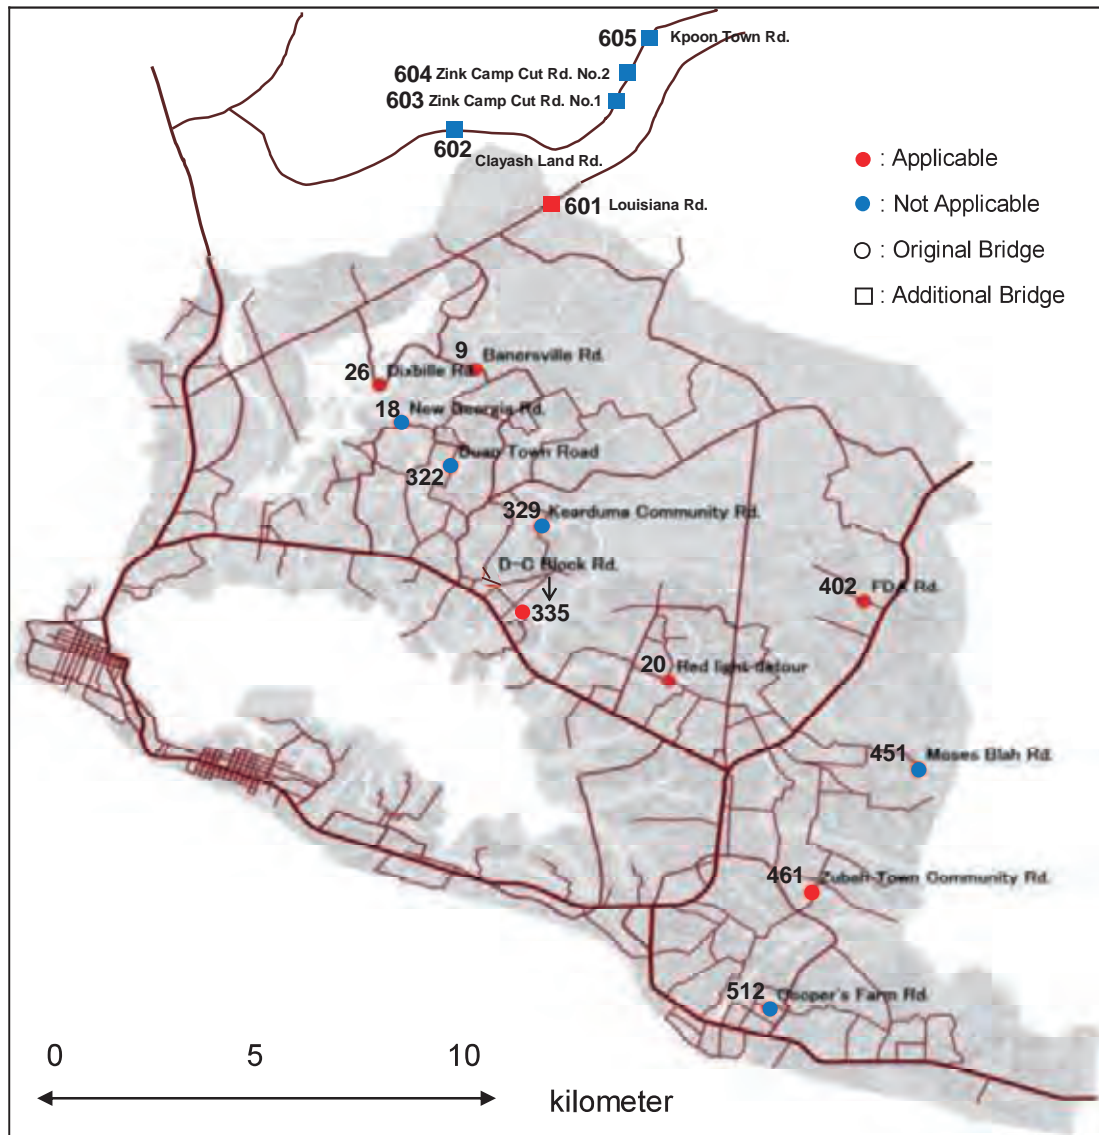 605 Kpoon Town Rd.
604 Zink Camp Cut Rd. No.2
603 Zink Camp Cut Rd. No.1
602 Clayash Land Rd.
601 Louisiana Rd.
: Applicable
: Not Applicable
: Original Bridge
: Additional Bridge
9 Banersville Rd.
26 Dixbille Rd.
18 New Georgia Rd.
Duan Town Road
322
329 Kearduma Community Rd.
D-C Block Rd.
335
402 FDA Rd.
20 Red light detour
451 Moses Blah Rd.
461 Zubah-Town Community Rd.
512 Cooper's Farm Rd.
0 5 10
kilometer